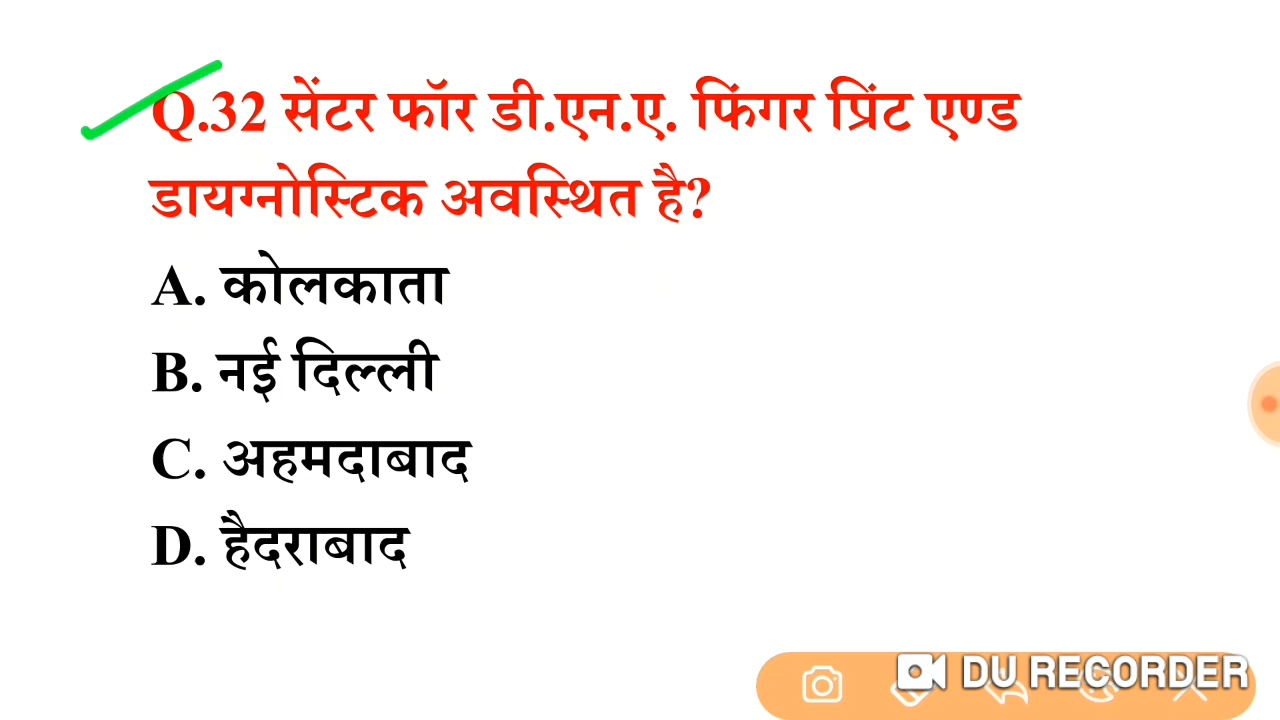 Q.32 सेंटर फॉर डी.एन.ए. फिंगर प्रिंट एण्ड
डायग्नोस्टिक अवस्थित है?
A. कोलकाता
B. नई दिल्ली
C. अहमदाबाद
D. हैदराबाद
DU RECORDER